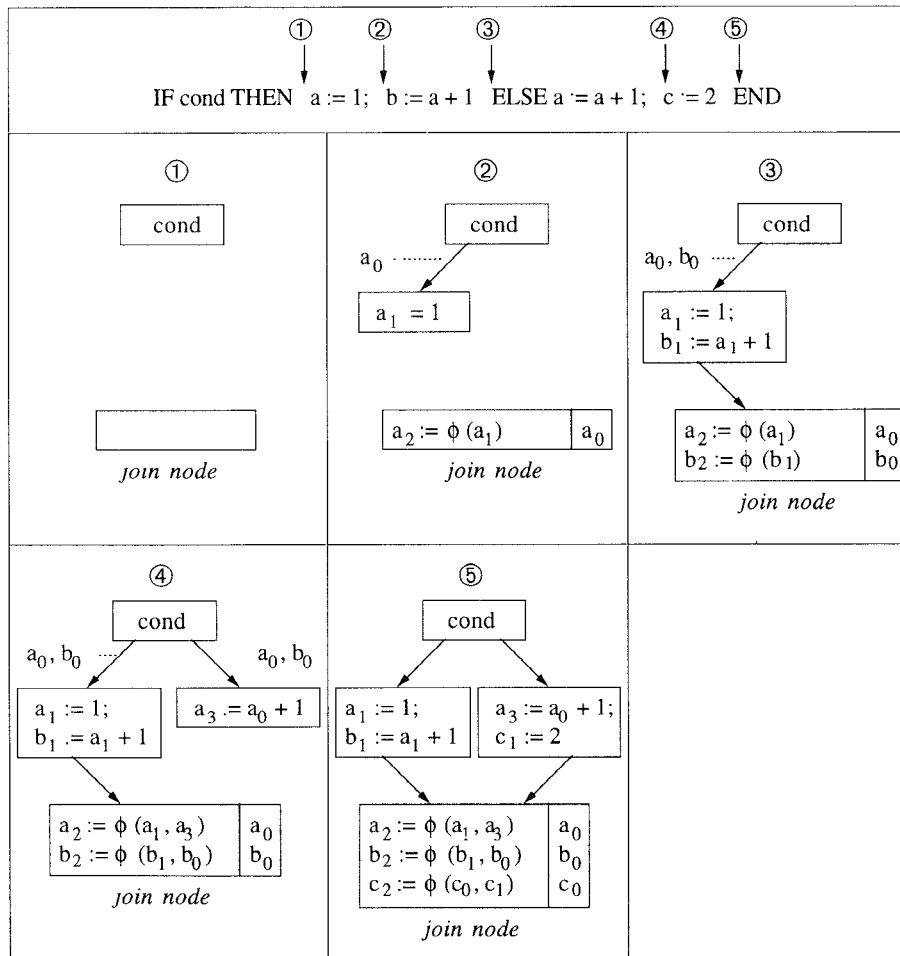 ① ② ③ ④ ⑤
IF cond THEN a := 1; b := a + 1 ELSE a := a + 1; c := 2 END
①
cond
join node
②
cond
a0
a1 = 1
a2 := ϕ (a1) a0
join node
③
cond
a0, b0
a1 := 1;
b1 := a1 + 1
a2 := ϕ (a1) a0
b2 := ϕ (b1) b0
join node
④
cond
a0, b0 a0, b0
a1 := 1;
b1 := a1 + 1
a3 := a0 + 1
a2 := ϕ (a1, a3) a0
b2 := ϕ (b1, b0) b0
join node
⑤
cond
a1 := 1;
b1 := a1 + 1
a3 := a0 + 1;
c1 := 2
a2 := ϕ (a1, a3) a0
b2 := ϕ (b1, b0) b0
c2 := ϕ (c0, c1) c0
join node